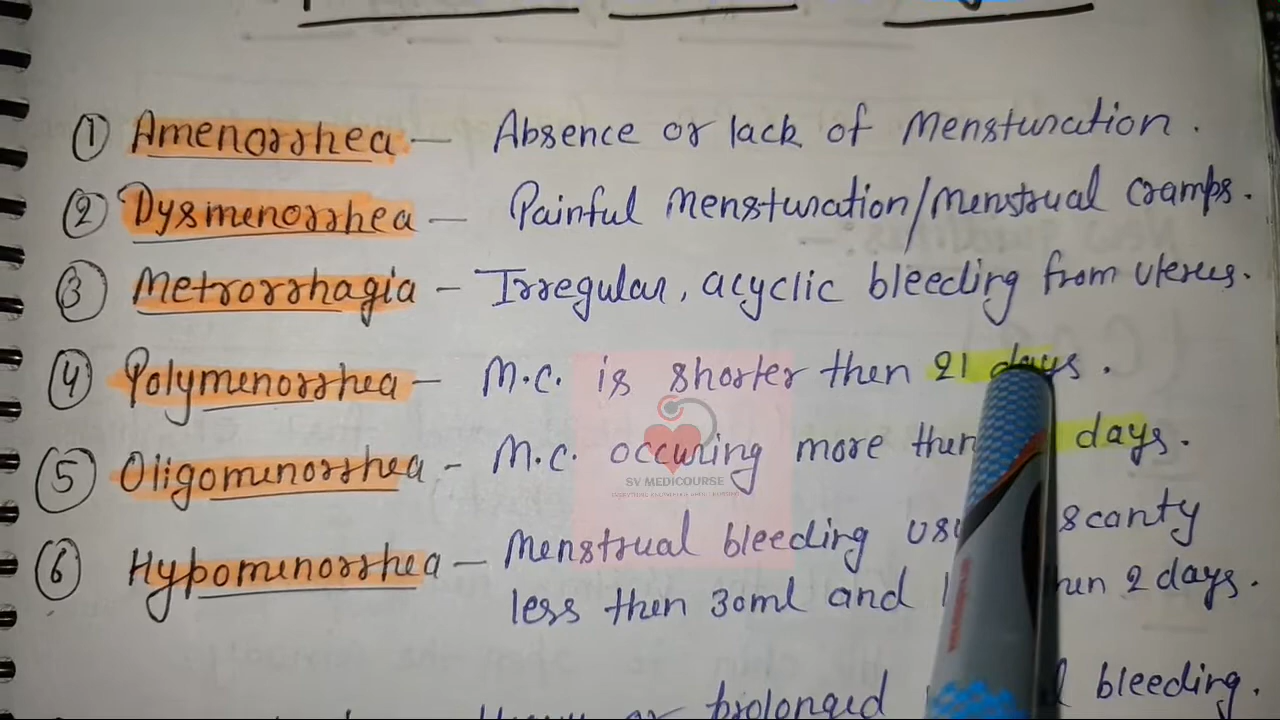 ① Amenorrhea — Absence or lack of Mensturation.
② Dysmenorrhea — Painful Mensturation/Menstrual cramps.
③ Metrorrhagia — Irregular, acyclic bleeding from uterus.
④ Polymenorrhea — M.C. is shorter then 21 days.
⑤ Oligomenorrhea - M.C. occuring more then days.
⑥ Hypomenorrhea — Menstrual bleeding scanty
less then 30ml and 2 days.
prolonged bleeding.
SV MEDICOURSE